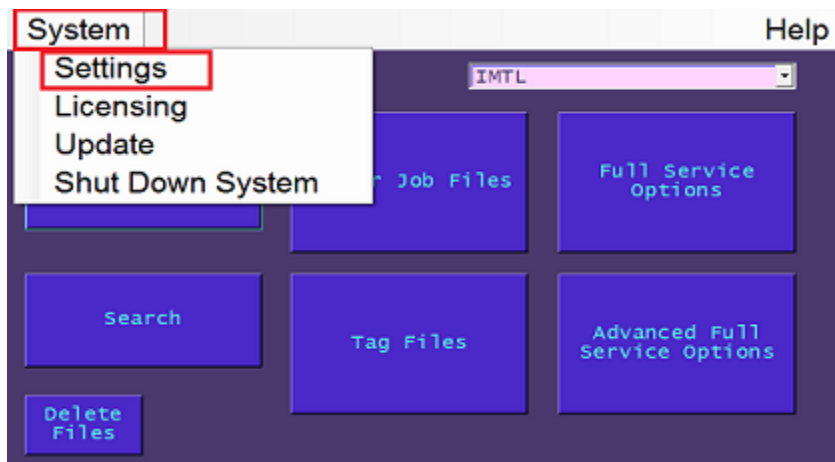 System
Help
Settings
IMTL
Licensing
Update
Shut Down System
Job Files
Full Service
Options
Search
Tag Files
Advanced Full
Service Options
Delete
Files